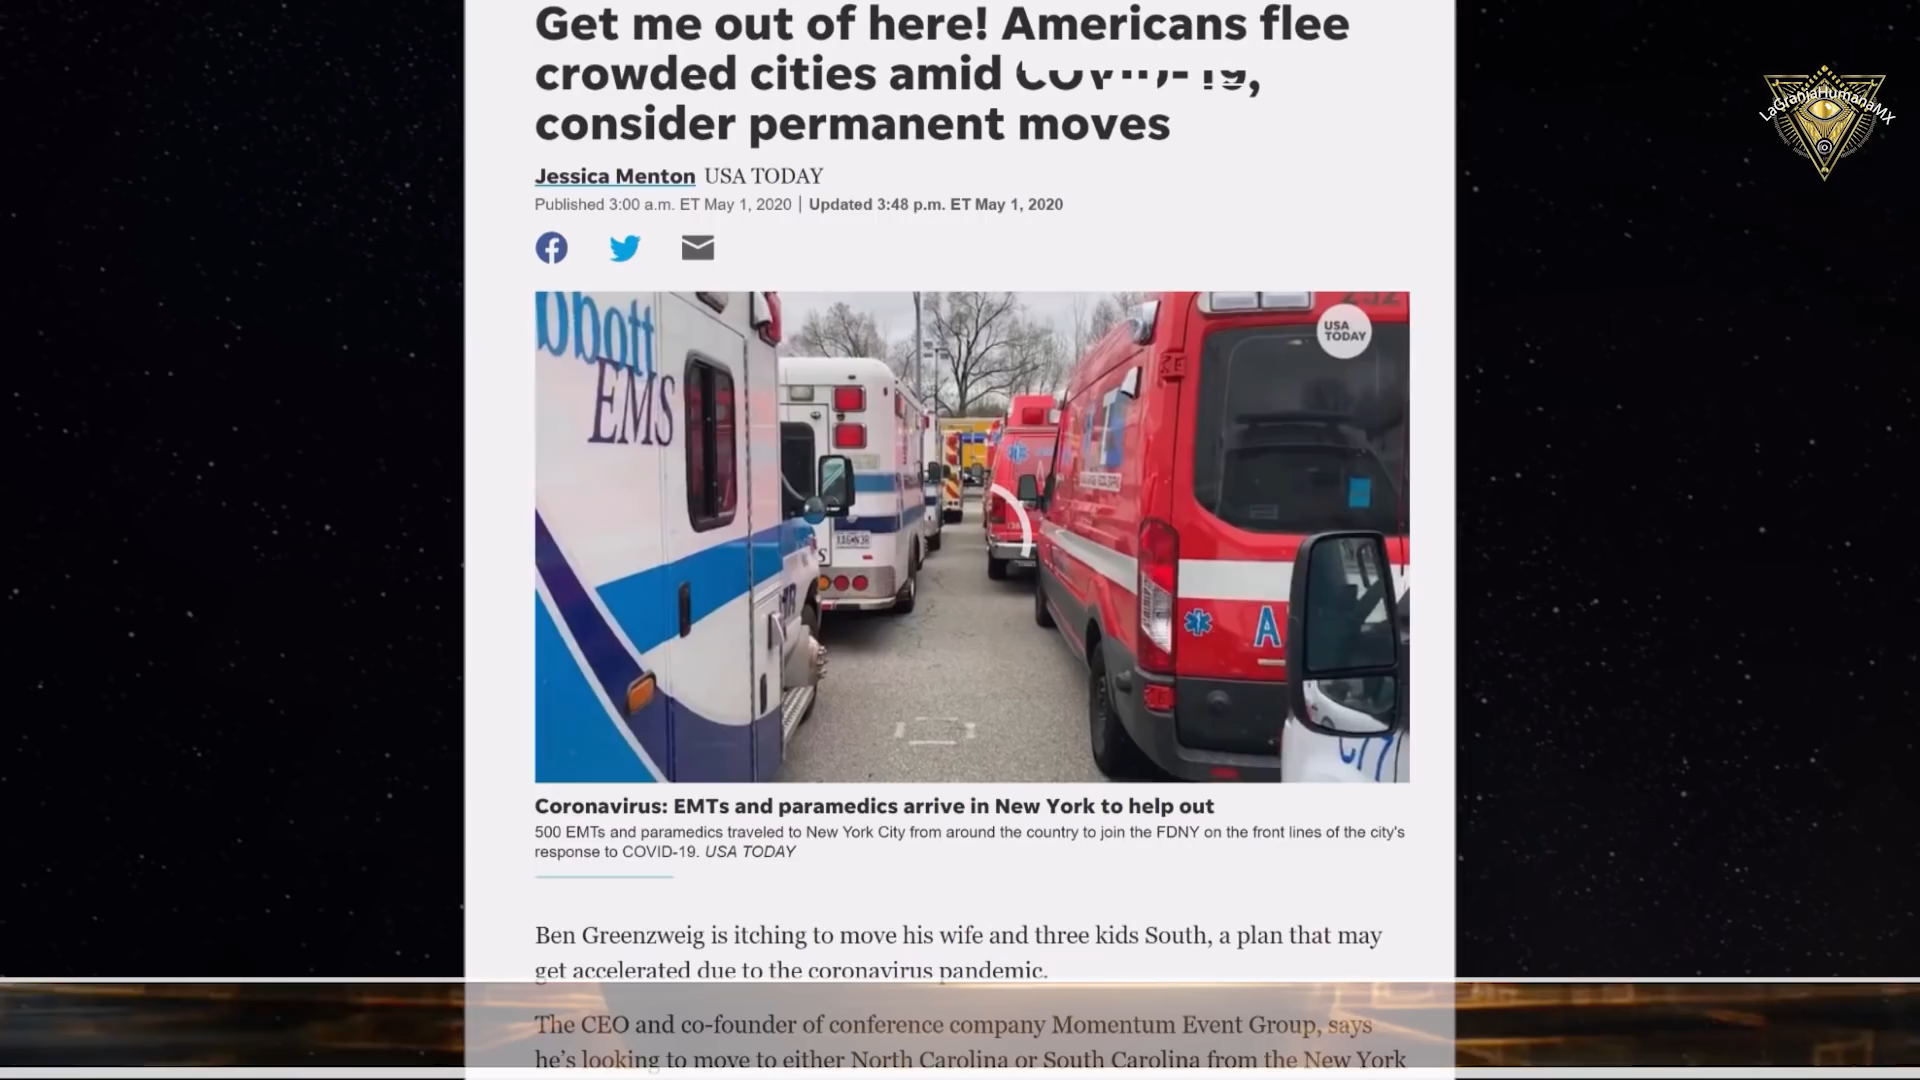 Get me out of here! Americans flee
crowded cities amid COVID-19,
consider permanent moves
LaGranjaHumanaMX
Jessica Menton USA TODAY
Published 3:00 a.m. ET May 1, 2020 | Updated 3:48 p.m. ET May 1, 2020
USA
TODAY
bbott
EMS
A
Coronavirus: EMTs and paramedics arrive in New York to help out
500 EMTs and paramedics traveled to New York City from around the country to join the FDNY on the front lines of the city's
response to COVID-19. USA TODAY
Ben Greenzweig is itching to move his wife and three kids South, a plan that may
get accelerated due to the coronavirus pandemic.
The CEO and co-founder of conference company Momentum Event Group, says
he's looking to move to either North Carolina or South Carolina from the New York